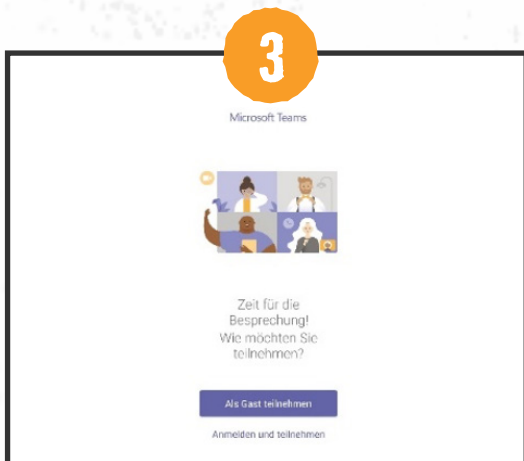 3
Microsoft Teams
Zeit für die
Besprechung!
Wie möchten Sie
teilnehmen?
Als Gast teilnehmen
Anmelden und teilnehmen